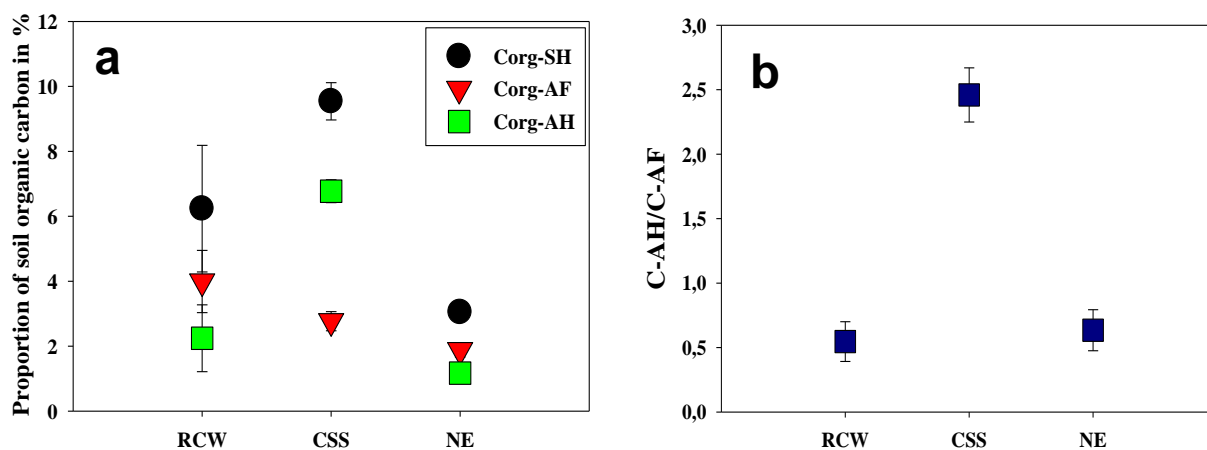 Proportion of soil organic carbon in %
12
10
8
6
4
2
0
a
Corg-SH
Corg-AF
Corg-AH
RCW CSS NE
C-AH/C-AF
3,0
2,5
2,0
1,5
1,0
0,5
0,0
b
RCW CSS NE